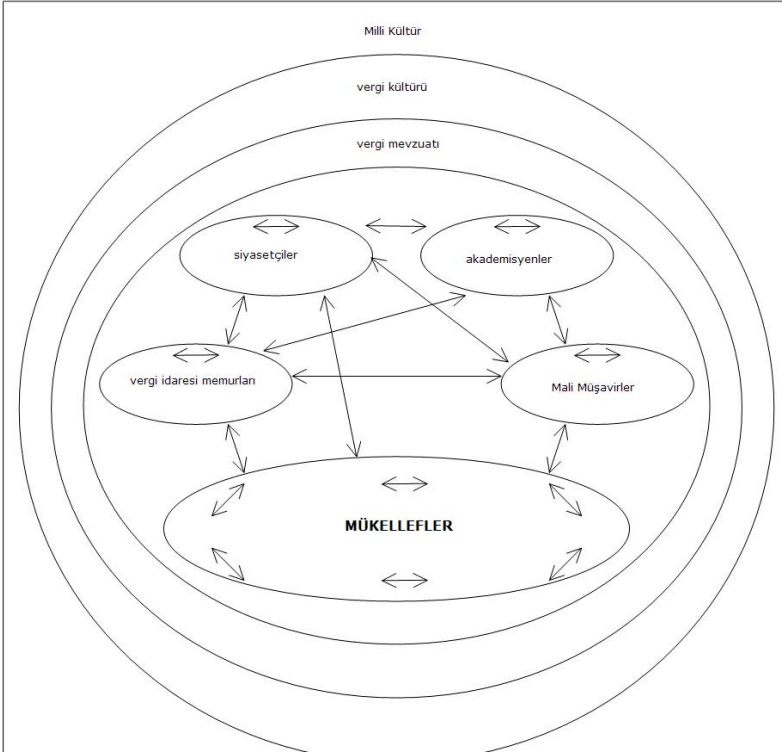 Milli Kültür
vergi kültürü
vergi mevzuatı
siyasetçiler
akademisyenler
vergi idaresi memurları
Mali Müşavirler
MÜKELLEFLER